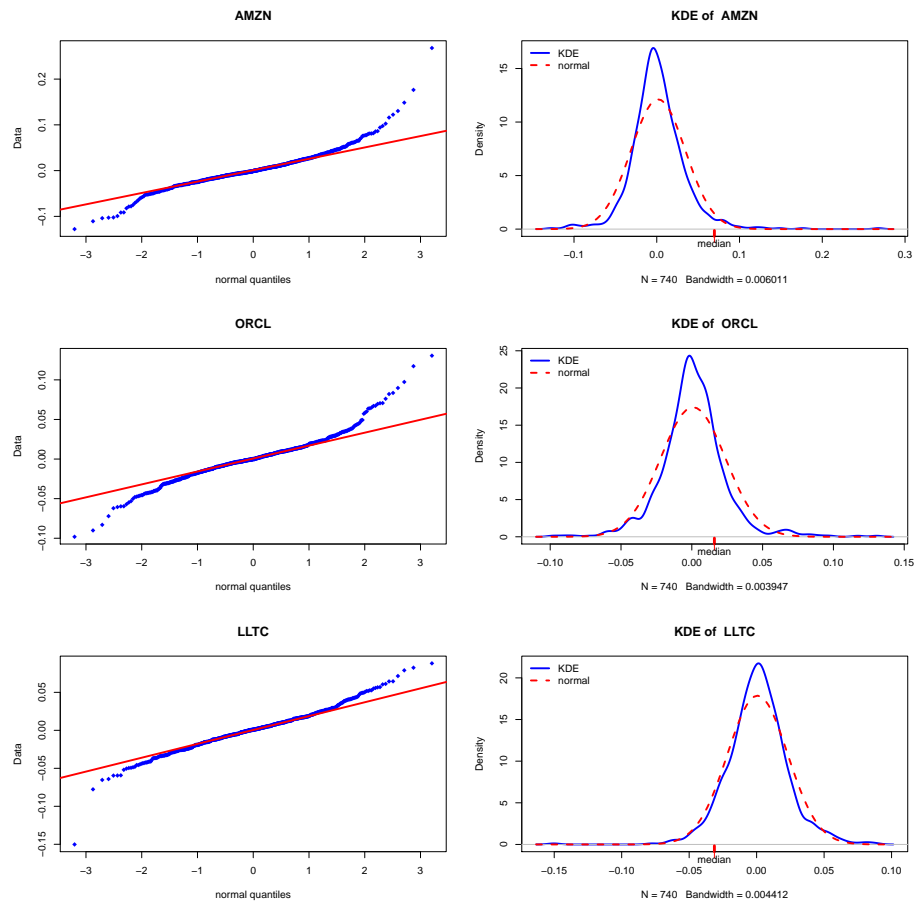 AMZN
Data
−0.1 0.0 0.1 0.2
−3 −2 −1 0 1 2 3
normal quantiles
KDE of AMZN
KDE
normal
Density
0 5 10 15
−0.1 0.0 0.1 0.2 0.3
median
N = 740 Bandwidth = 0.006011
ORCL
Data
−0.10 −0.05 0.00 0.05 0.10
−3 −2 −1 0 1 2 3
normal quantiles
KDE of ORCL
KDE
normal
Density
0 5 10 15 20 25
−0.10 −0.05 0.00 0.05 0.10 0.15
median
N = 740 Bandwidth = 0.003947
LLTC
Data
−0.15 −0.10 −0.05 0.00 0.05
−3 −2 −1 0 1 2 3
normal quantiles
KDE of LLTC
KDE
normal
Density
0 5 10 15 20
−0.15 −0.10 −0.05 0.00 0.05 0.10
median
N = 740 Bandwidth = 0.004412